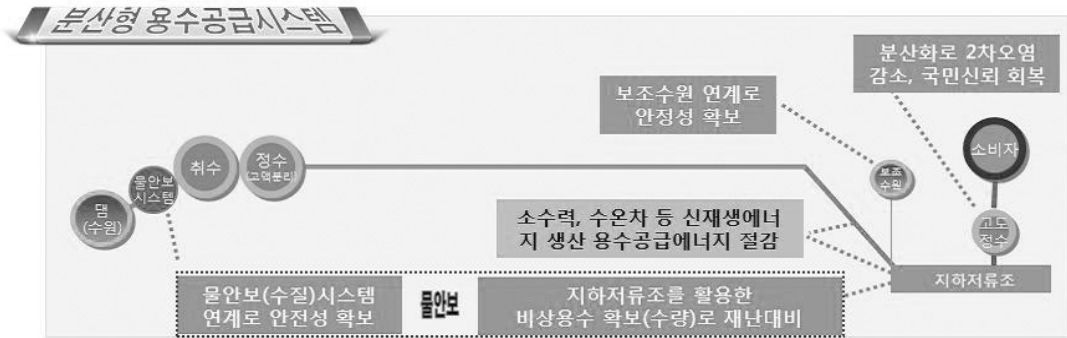 분산형 용수공급시스템
분산화로 2차오염
감소, 국민신뢰 회복
보조수원 연계로
안정성 확보
소비자
취수
정수
(고액분리)
보조
수원
물안보
시스템
댐
(수원)
소수력, 수온차 등 신재생에너
지 생산 용수공급에너지 절감
고도
정수
지하저류조
물안보(수질)시스템
연계로 안전성 확보
물안보
지하저류조를 활용한
비상용수 확보(수량)로 재난대비